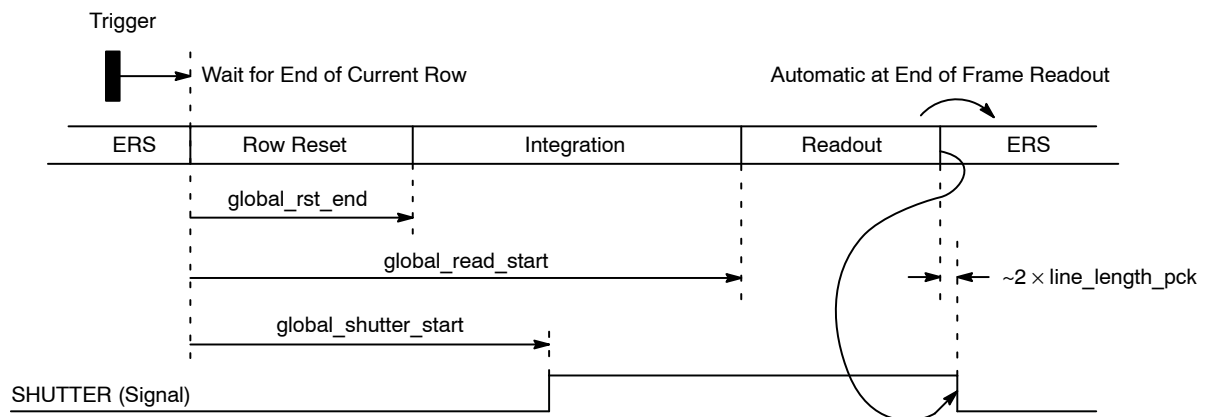 Trigger
Wait for End of Current Row
Automatic at End of Frame Readout
ERS
Row Reset
Integration
Readout
ERS
global_rst_end
global_read_start
~2 × line_length_pck
global_shutter_start
SHUTTER (Signal)